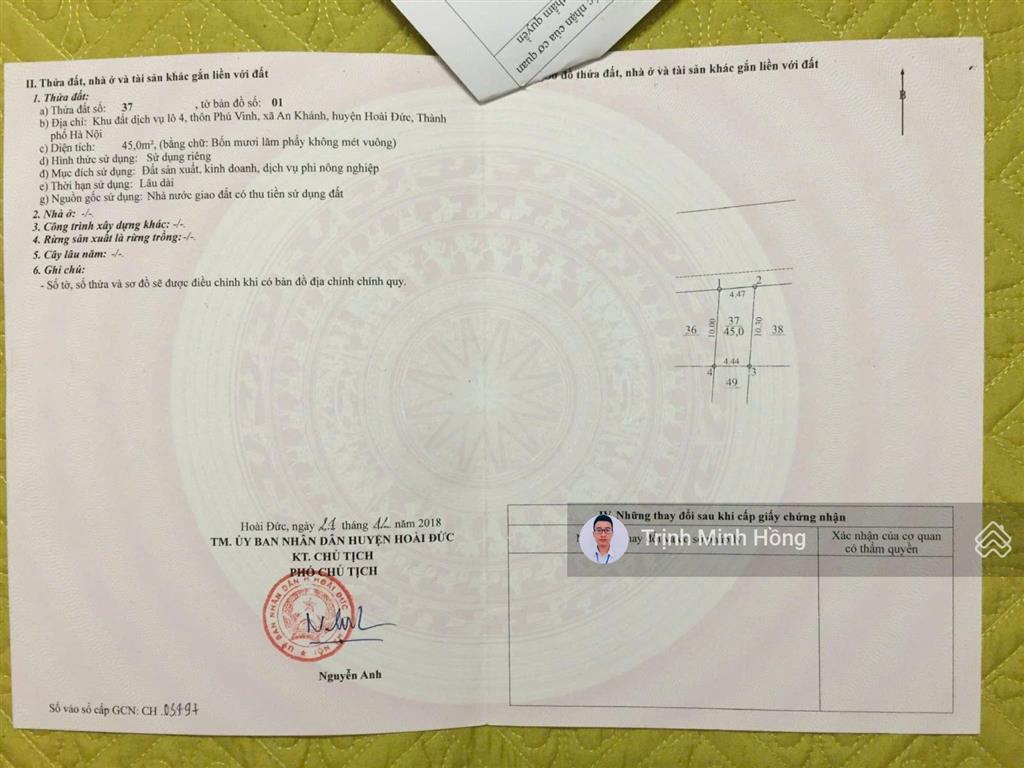 nhận của cơ quan
thẩm quyền
II. Thửa đất, nhà ở và tài sản khác gắn liền với đất
1. Thửa đất:
a) Thửa đất số: 37 , tờ bản đồ số: 01
b) Địa chỉ: Khu đất dịch vụ lô 4, thôn Phú Vinh, xã An Khánh, huyện Hoài Đức, Thành
phố Hà Nội
c) Diện tích: 45,0m², (bằng chữ: Bốn mươi lăm phẩy không mét vuông)
d) Hình thức sử dụng: Sử dụng riêng
đ) Mục đích sử dụng: Đất sản xuất, kinh doanh, dịch vụ phi nông nghiệp
e) Thời hạn sử dụng: Lâu dài
g) Nguồn gốc sử dụng: Nhà nước giao đất có thu tiền sử dụng đất
2. Nhà ở: -/-.
3. Công trình xây dựng khác: -/-.
4. Rừng sản xuất là rừng trồng: -/-.
5. Cây lâu năm: -/-.
6. Ghi chú:
- Số tờ, số thửa và sơ đồ sẽ được điều chỉnh khi có bản đồ địa chính chính quy.
Hoài Đức, ngày 21 tháng 12 năm 2018
TM. ỦY BAN NHÂN DÂN HUYỆN HOÀI ĐỨC
KT. CHỦ TỊCH
PHÓ CHỦ TỊCH
Nguyễn Anh
Số vào sổ cấp GCN: CH
đồ thửa đất, nhà ở và tài sản khác gắn liền với đất
B
2
4.47
36
10.00
37
45,0
10.30
38
4.44
4
3
49
IV. Những thay đổi sau khi cấp giấy chứng nhận
Xác nhận của cơ quan
có thẩm quyền
Trịnh Minh Hồng